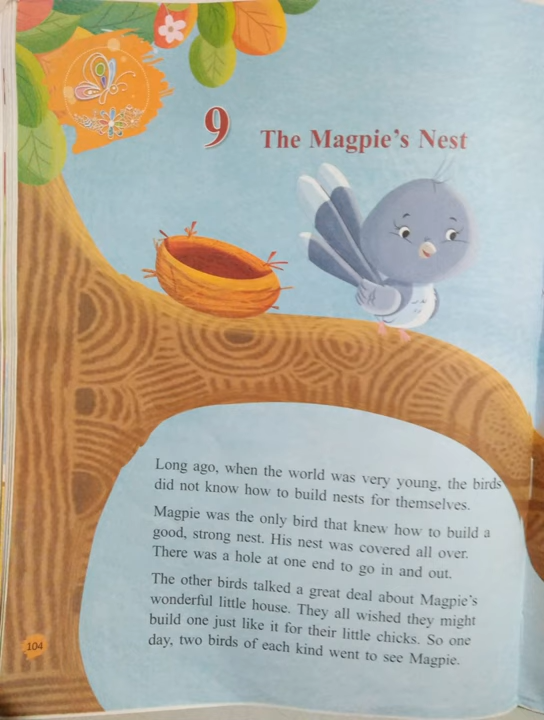 9 The Magpie's Nest
Long ago, when the world was very young, the birds
did not know how to build nests for themselves.
Magpie was the only bird that knew how to build a
good, strong nest. His nest was covered all over.
There was a hole at one end to go in and out.
The other birds talked a great deal about Magpie's
wonderful little house. They all wished they might
build one just like it for their little chicks. So one
day, two birds of each kind went to see Magpie.
104